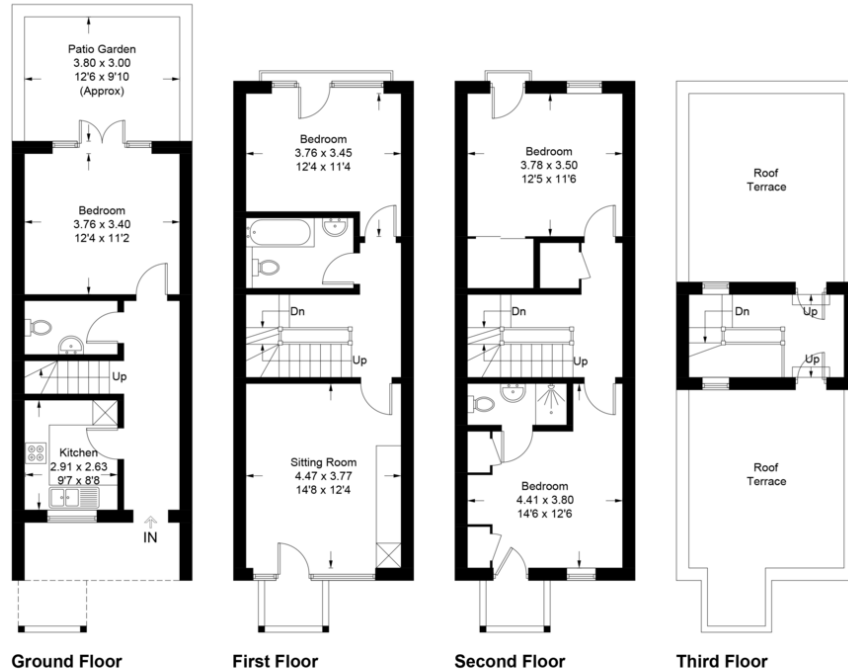 Patio Garden
3.80 x 3.00
12'6 x 9'10
(Approx)
Bedroom
3.76 x 3.40
12'4 x 11'2
Up
Kitchen
2.91 x 2.63
9'7 x 8'8
IN
Ground Floor
Bedroom
3.76 x 3.45
12'4 x 11'4
Dn
Up
Sitting Room
4.47 x 3.77
14'8 x 12'4
First Floor
Bedroom
3.78 x 3.50
12'5 x 11'6
Dn
Up
Bedroom
4.41 x 3.80
14'6 x 12'6
Second Floor
Roof
Terrace
Dn
Up
Up
Roof
Terrace
Third Floor